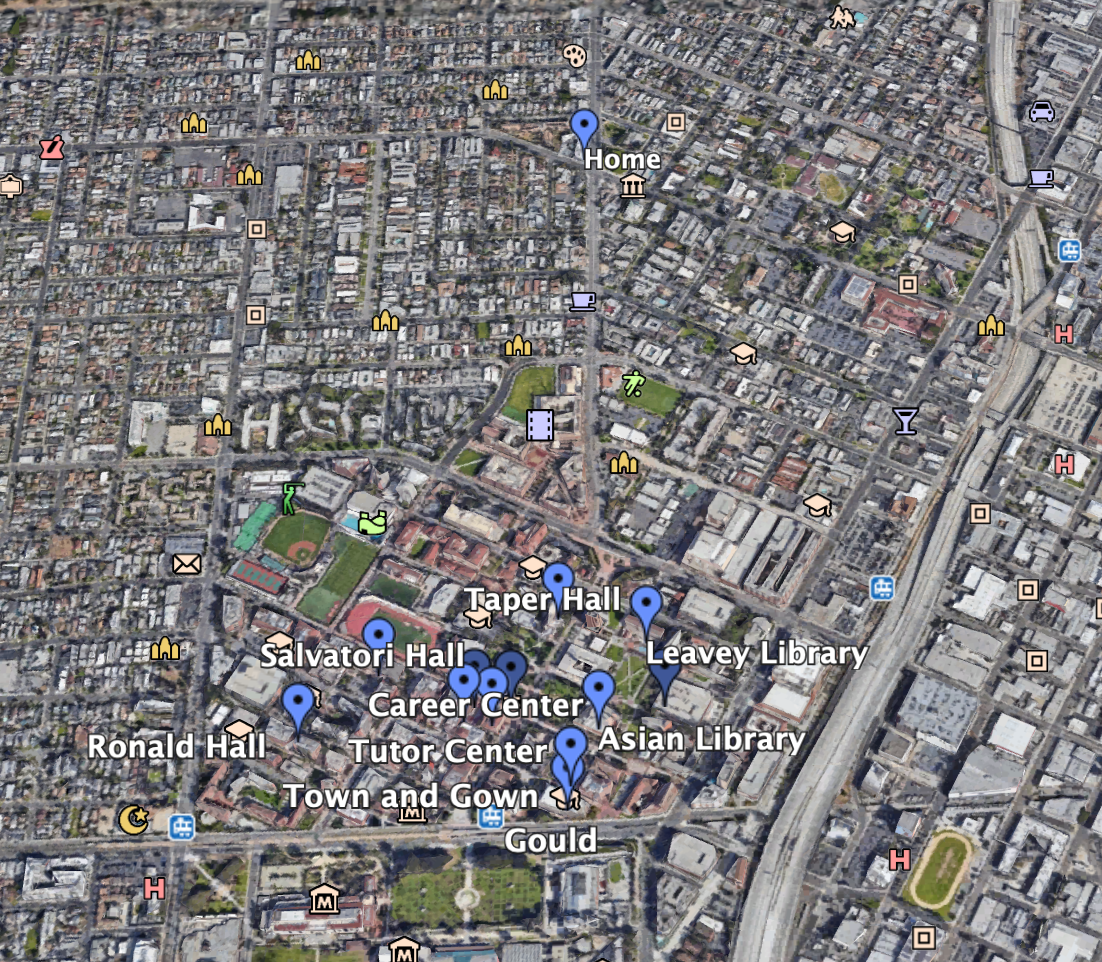 Home
Taper Hall
Salvatori Hall
Leavey Library
Career Center
Ronald Hall
Tutor Center
Asian Library
Town and Gown
Gould
H
H
H
H
M
M
M